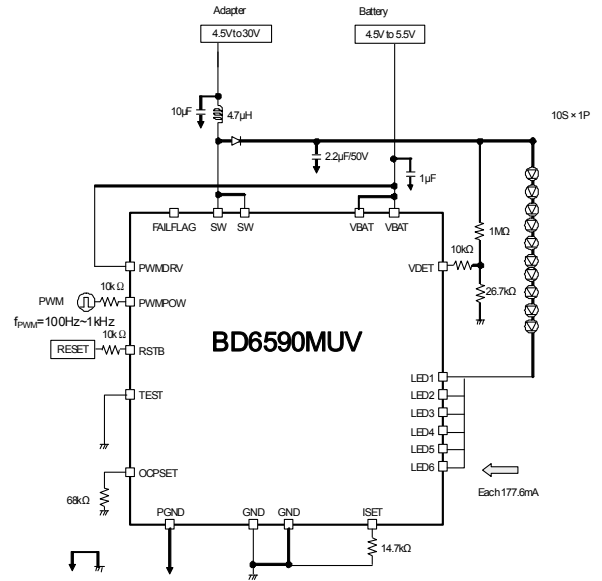 Adapter
Battery
4.5V to 30V
4.5V to 5.5V
10µF
4.7µH
10S × 1P
2.2µF/50V
1µF
FAILFLAG
SW
SW
VBAT
VBAT
1MΩ
PWMDRV
VDET
10kΩ
10k Ω
26.7kΩ
PWM
PWMPOW
fPWM=100Hz~1kHz
10k Ω
BD6590MUV
RESET
RSTB
LED1
TEST
LED2
LED3
LED4
LED5
OCPSET
LED6
68kΩ
Each 177.6mA
PGND
GND
GND
ISET
14.7kΩ